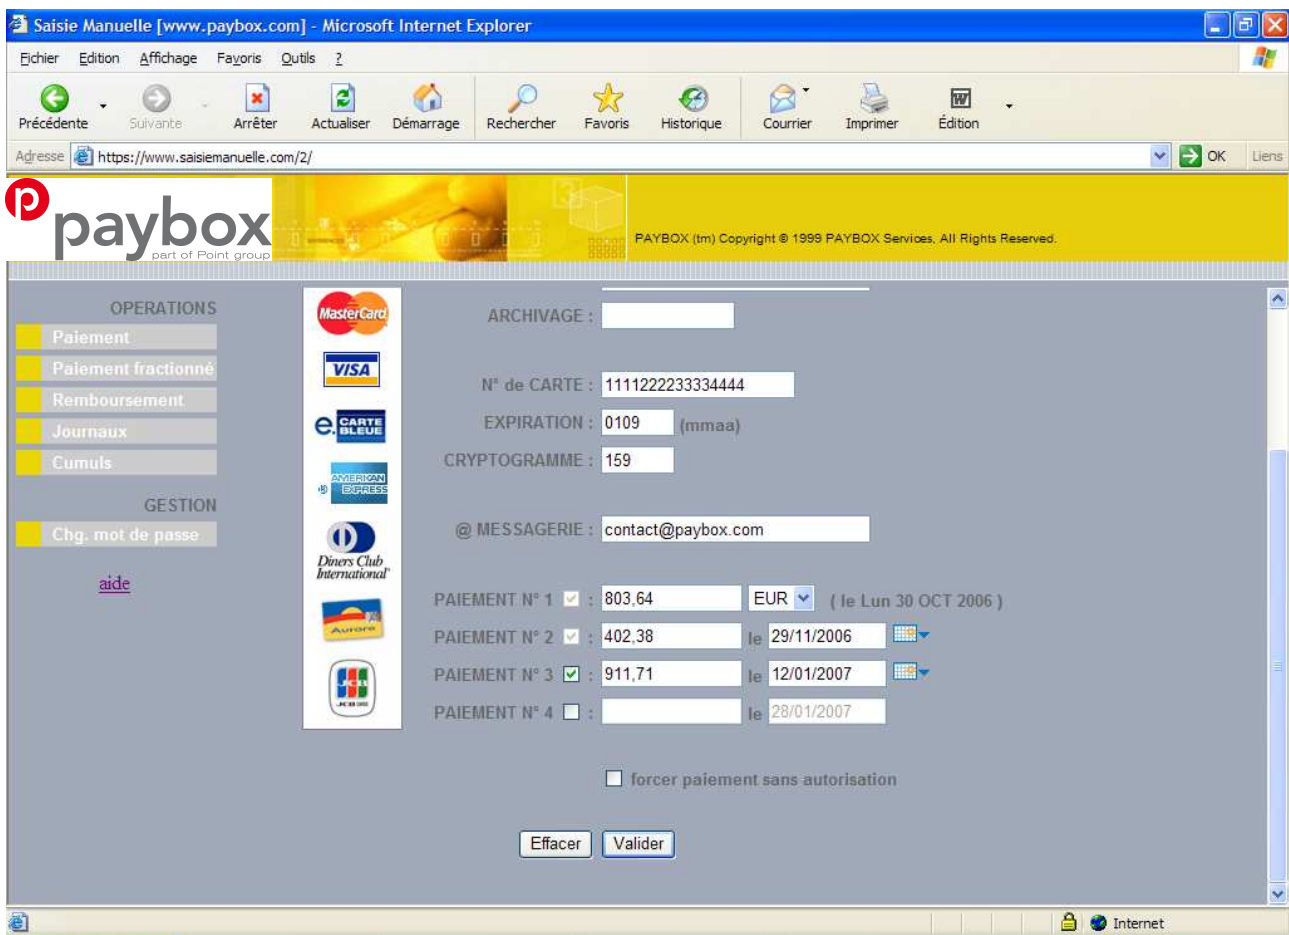 Saisie Manuelle [www.paybox.com] - Microsoft Internet Explorer
Fichier Edition Affichage Favoris Outils ?
Précédente Suivante Arrêter Actualiser Démarrage Rechercher Favoris Historique Courrier Imprimer Édition
Adresse https://www.saisiemanuelle.com/2/ OK Liens
paybox
part of Point group
PAYBOX (tm) Copyright © 1999 PAYBOX Services, All Rights Reserved.
OPERATIONS
Paiement
Paiement fractionné
Remboursement
Journaux
Cumuls
GESTION
Chg. mot de passe
aide
MasterCard
VISA
e. CARTE BLEUE
AMERICAN EXPRESS
Diners Club
International
Aurore
JCB
ARCHIVAGE :
N° de CARTE : 1111222233334444
EXPIRATION : 0109 (mmaa)
CRYPTOGRAMME : 159
@ MESSAGERIE : contact@paybox.com
PAIEMENT N° 1 : 803,64 EUR ( le Lun 30 OCT 2006 )
PAIEMENT N° 2 : 402,38 le 29/11/2006
PAIEMENT N° 3 : 911,71 le 12/01/2007
PAIEMENT N° 4 : le 28/01/2007
forcer paiement sans autorisation
Effacer Valider
Internet